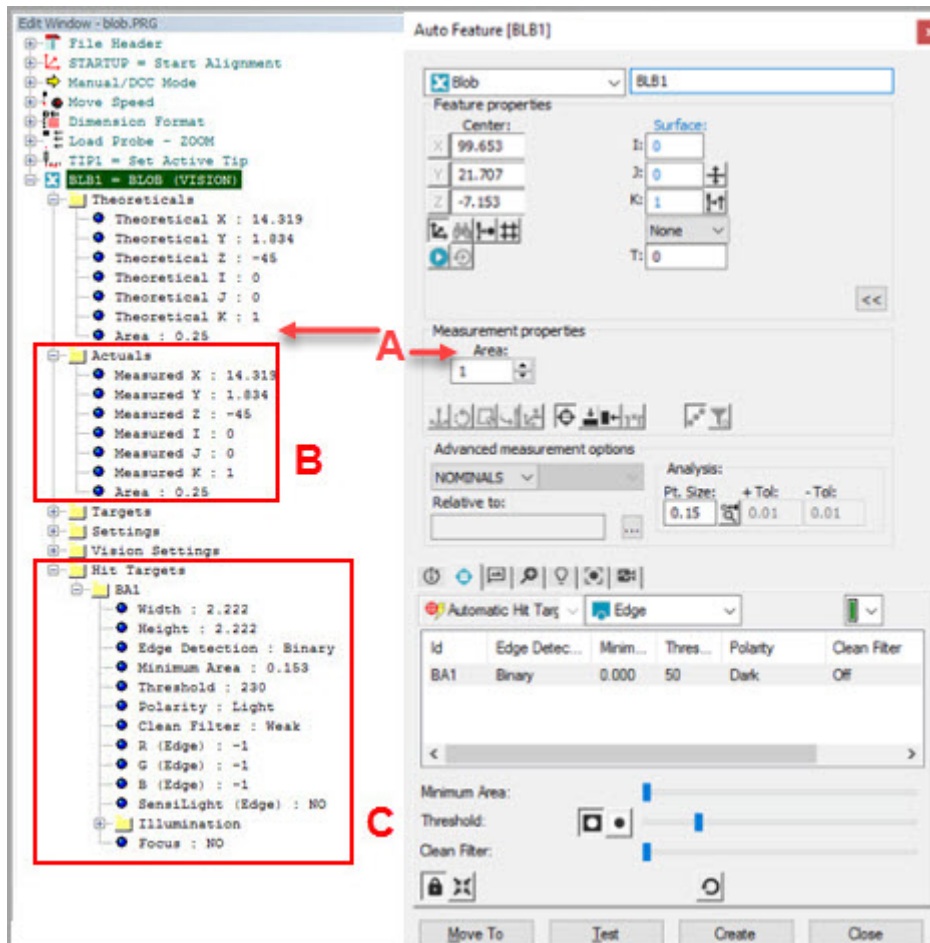 Edit Window - blob.PRG
File Header
STARTUP = Start Alignment
Manual/DCC Mode
Move Speed
Dimension Format
Load Probe - ZOOM
TIP1 = Set Active Tip
BLB1 = BLOB (VISION)
Theoreticals
Theoretical X : 14.319
Theoretical Y : 1.834
Theoretical Z : -45
Theoretical I : 0
Theoretical J : 0
Theoretical K : 1
Area : 0.25
Actuals
Measured X : 14.319
Measured Y : 1.834
Measured Z : -45
Measured I : 0
Measured J : 0
Measured K : 1
Area : 0.25
Targets
Settings
Vision Settings
Hit Targets
BA1
Width : 2.222
Height : 2.222
Edge Detection : Binary
Minimum Area : 0.153
Threshold : 230
Polarity : Light
Clean Filter : Weak
R (Edge) : -1
G (Edge) : -1
B (Edge) : -1
SensiLight (Edge) : NO
Illumination
Focus : NO
A
B
C
Auto Feature [BLB1]
Blob BLB1
Feature properties
Center: Surface:
X 99.653 I: 0
Y 21.707 J: 0
Z -7.153 K: 1
None
T: 0
<<
Measurement properties
Area:
1
Advanced measurement options
NOMINALS Analysis:
Relative to: Pt. Size: + Tol: - Tol:
0.15 0.01 0.01
...
Automatic Hit Targ Edge
Id Edge Detec... Minim... Thres... Polarity Clean Filter
BA1 Binary 0.000 50 Dark Off
Minimum Area:
Threshold:
Clean Filter:
Move To Test Create Close